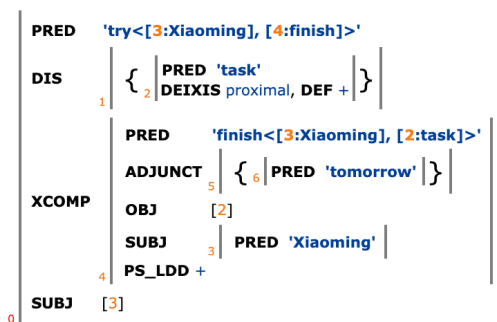 PRED 'try<[3:Xiaoming], [4:finish]>'
DIS 1 { 2 PRED 'task'
DEIXIS proximal, DEF + }
PRED 'finish<[3:Xiaoming], [2:task]>'
ADJUNCT 5 { 6 PRED 'tomorrow' }
XCOMP
OBJ [2]
SUBJ 3 PRED 'Xiaoming'
4 PS_LDD +
0 SUBJ [3]